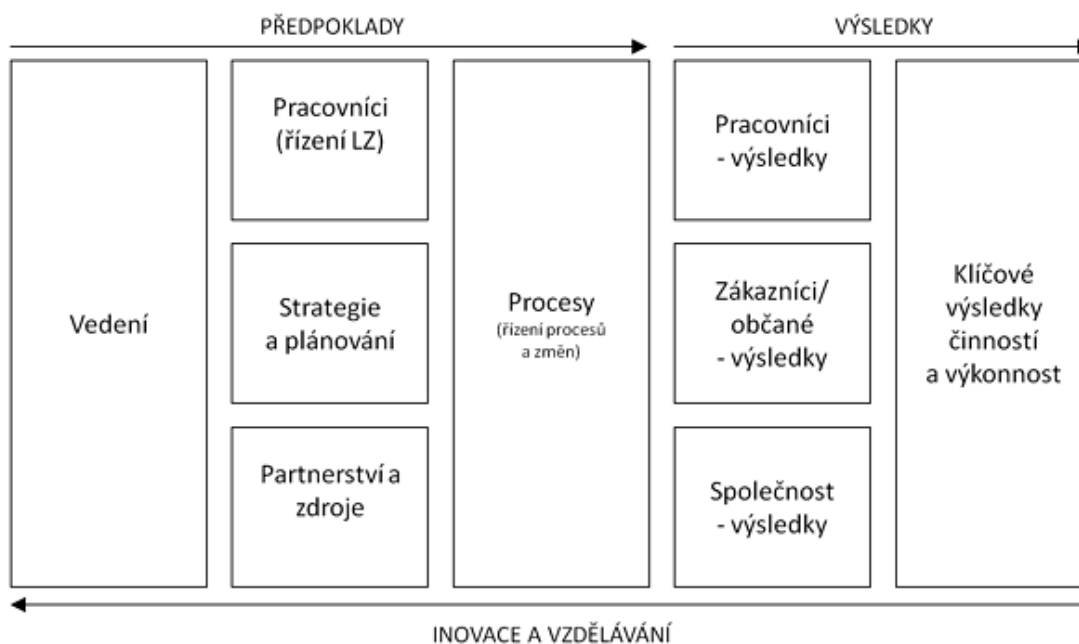 PŘEDPOKLADY
VÝSLEDKY
Vedení
Pracovníci
(řízení LZ)
Strategie
a plánování
Partnerství a
zdroje
Procesy
(řízení procesů
a změn)
Pracovníci
- výsledky
Zákazníci/
občané
- výsledky
Společnost
- výsledky
Klíčové
výsledky
činností
a výkonnost
INOVACE A VZDĚLÁVÁNÍ